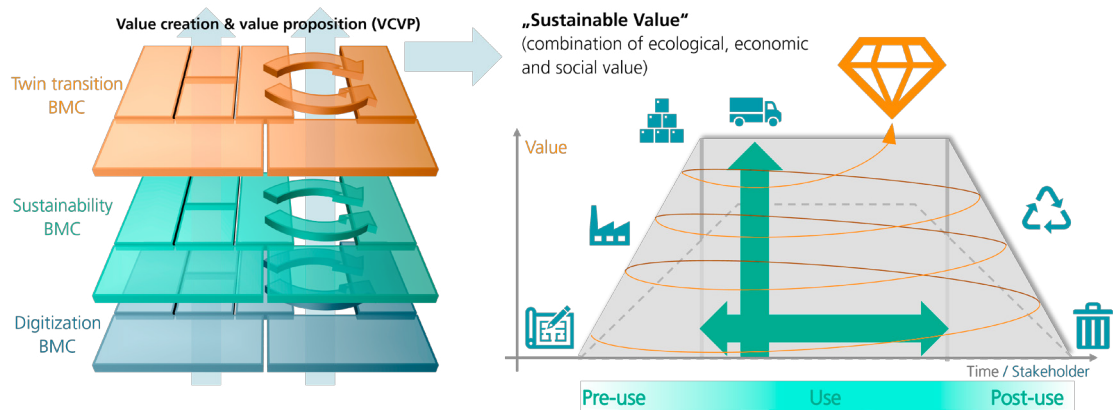 Value creation & value proposition (VCVP)
Twin transition
BMC
Sustainability
BMC
Digitization
BMC
„Sustainable Value“
(combination of ecological, economic
and social value)
Value
Time / Stakeholder
Pre-use
Use
Post-use